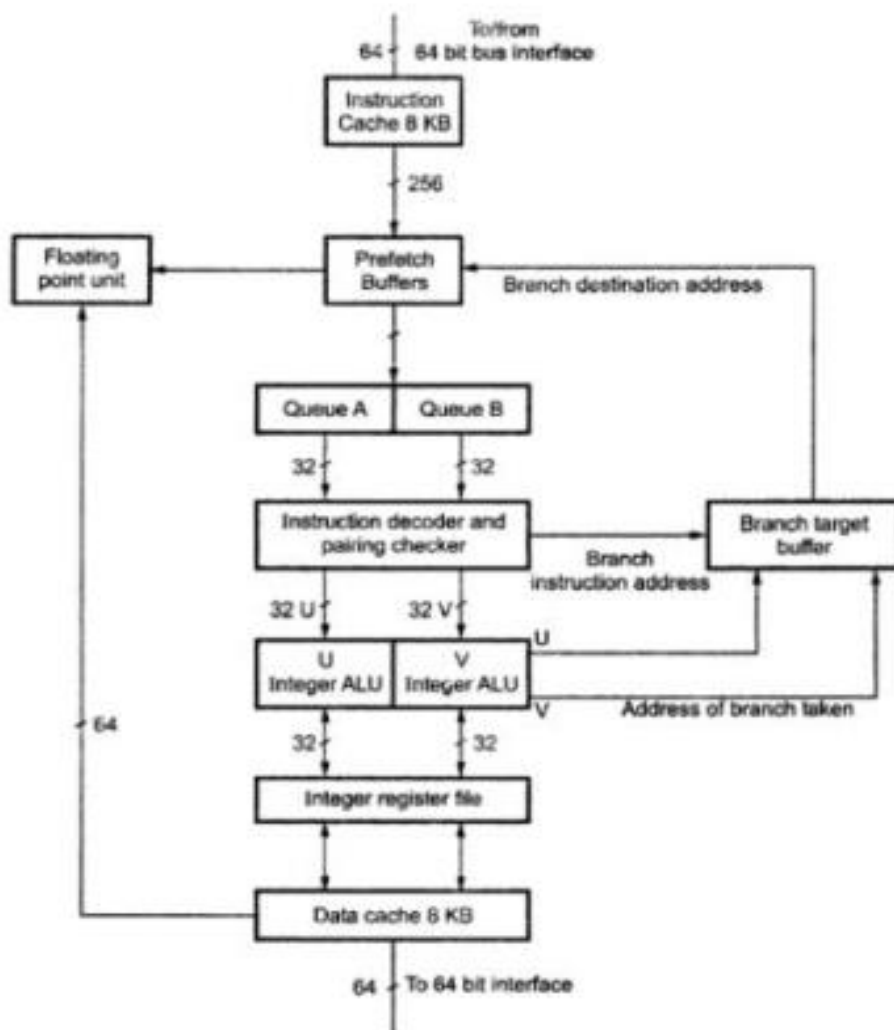 To/from
64
64 bit bus interface
Instruction
Cache 8 KB
256
Floating
point unit
Prefetch
Buffers
Branch destination address
Queue A
Queue B
32
32
Instruction decoder and
pairing checker
Branch target
buffer
Branch
instruction address
32 U
32 V
U
Integer ALU
V
Integer ALU
U
V
Address of branch taken
64
32
32
Integer register file
Data cache 8 KB
64
To 64 bit interface